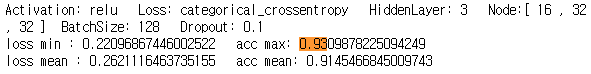 Activation: relu Loss: categorical_crossentropy HiddenLayer: 3 Node:[ 16 , 32
, 32 ] BatchSize: 128 Dropout: 0.1
loss min : 0.22096867446002522 acc max: 0.9309878225094249
loss mean : 0.2621116463735155 acc mean: 0.9145466845009743